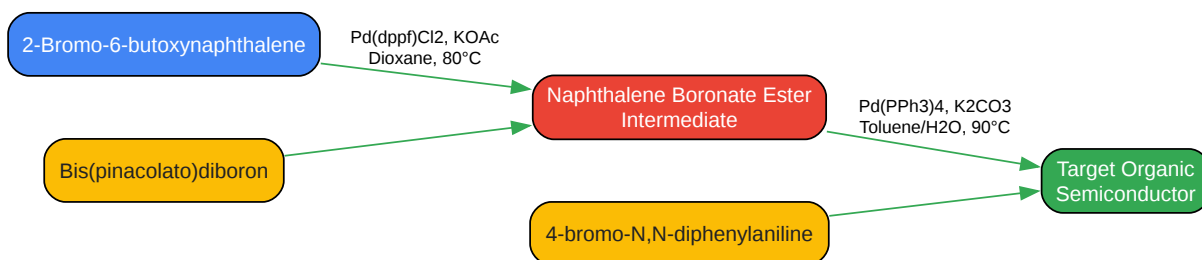 2-Bromo-6-butoxynaphthalene
Pd(dppf)Cl2, KOAc
Dioxane, 80°C
Bis(pinacolato)diboron
Naphthalene Boronate Ester
Intermediate
Pd(PPh3)4, K2CO3
Toluene/H2O, 90°C
4-bromo-N,N-diphenylaniline
Target Organic
Semiconductor